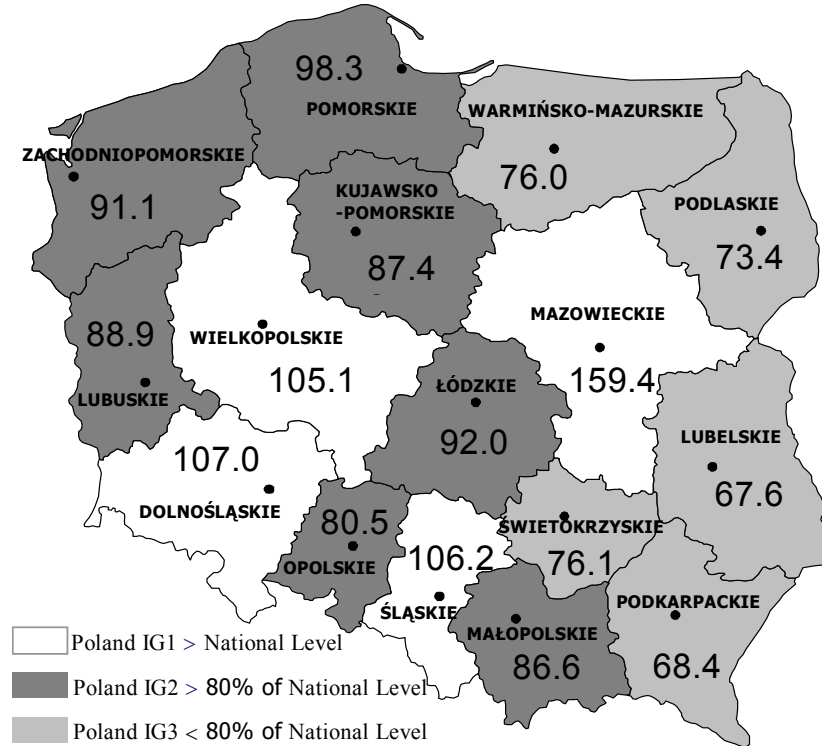 98.3
POMORSKIE
WARMIŃSKO-MAZURSKIE
76.0
ZACHODNIOPOMORSKIE
91.1
KUJAWSKO
-POMORSKIE
87.4
PODLASKIE
73.4
88.9
LUBUSKIE
WIELKOPOLSKIE
105.1
MAZOWIECKIE
159.4
ŁÓDZKIE
92.0
LUBELSKIE
67.6
107.0
DOLNOŚLĄSKIE
80.5
OPOLSKIE
106.2
ŚLĄSKIE
ŚWIETOKRZYSKIE
76.1
MAŁOPOLSKIE
86.6
PODKARPACKIE
68.4
Poland IG1 > National Level
Poland IG2 > 80% of National Level
Poland IG3 < 80% of National Level